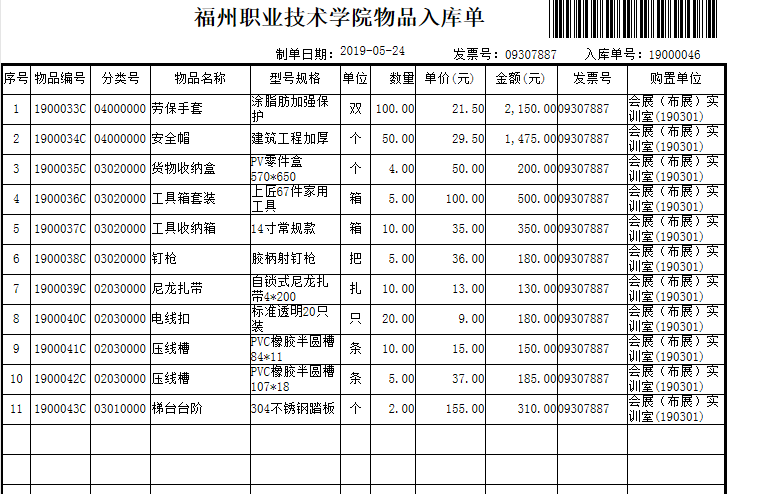 福州职业技术学院物品入库单
制单日期: 2019-05-24 发票号: 09307887 入库单号: 19000046
序号 物品编号 分类号 物品名称 型号规格 单位 数量 单价(元) 金额(元) 发票号 购置单位
1 1900033C 04000000 劳保手套 涂脂肪加强保护 双 100.00 21.50 2,150.00 09307887 会展（布展）实训室(190301)
2 1900034C 04000000 安全帽 建筑工程加厚 个 50.00 29.50 1,475.00 09307887 会展（布展）实训室(190301)
3 1900035C 03020000 货物收纳盒 PV零件盒570*650 个 4.00 50.00 200.00 09307887 会展（布展）实训室(190301)
4 1900036C 03020000 工具箱套装 上匠67件家用工具 箱 5.00 100.00 500.00 09307887 会展（布展）实训室(190301)
5 1900037C 03020000 工具收纳箱 14寸常规款 箱 10.00 35.00 350.00 09307887 会展（布展）实训室(190301)
6 1900038C 03020000 钉枪 胶柄射钉枪 把 5.00 36.00 180.00 09307887 会展（布展）实训室(190301)
7 1900039C 02030000 尼龙扎带 自锁式尼龙扎带4*200 扎 10.00 13.00 130.00 09307887 会展（布展）实训室(190301)
8 1900040C 02030000 电线扣 标准透明20只装 只 20.00 9.00 180.00 09307887 会展（布展）实训室(190301)
9 1900041C 02030000 压线槽 PVC橡胶半圆槽84*11 条 10.00 15.00 150.00 09307887 会展（布展）实训室(190301)
10 1900042C 02030000 压线槽 PVC橡胶半圆槽107*18 条 5.00 37.00 185.00 09307887 会展（布展）实训室(190301)
11 1900043C 03010000 梯台台阶 304不锈钢踏板 个 2.00 155.00 310.00 09307887 会展（布展）实训室(190301)